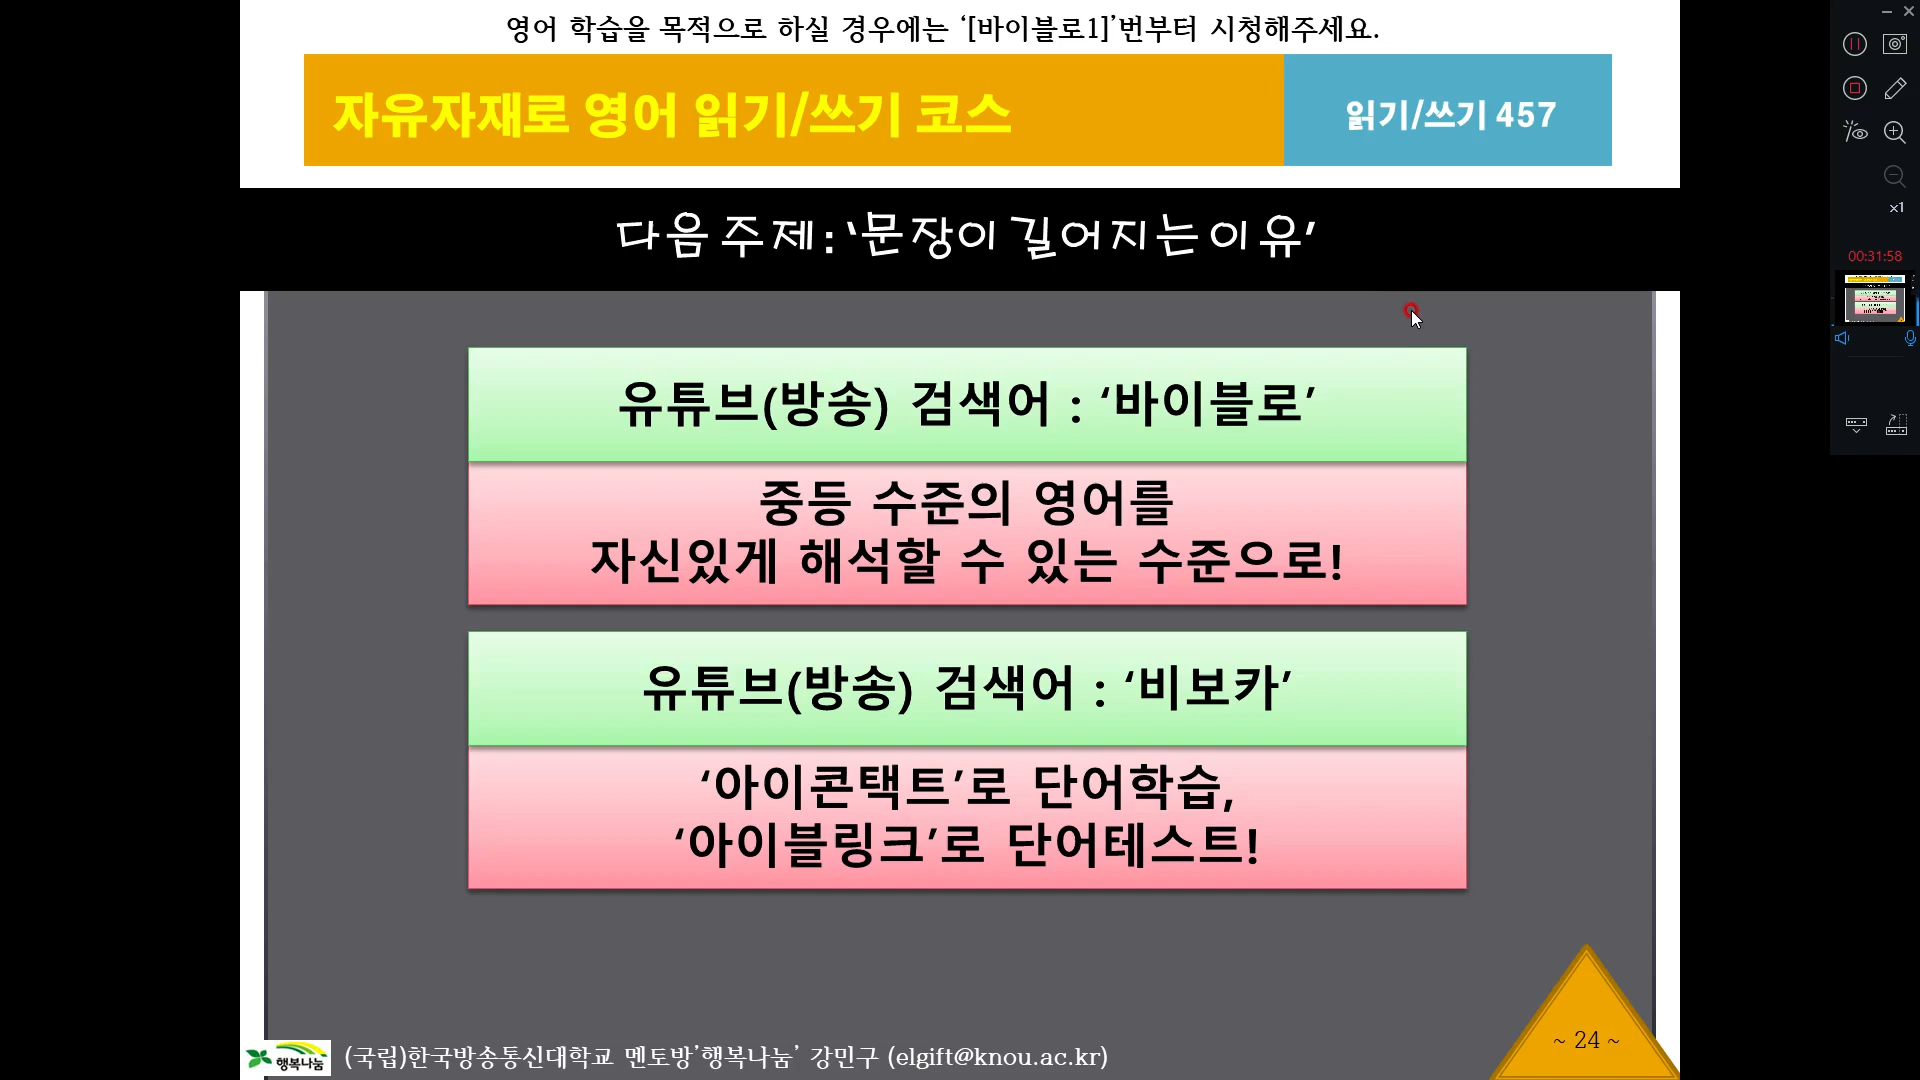 영어 학습을 목적으로 하실 경우에는 ‘[바이블로1]’번부터 시청해주세요.
자유자재로 영어 읽기/쓰기 코스
읽기/쓰기 457
다음 주제 : ‘문장이 길어지는 이유’
유튜브(방송) 검색어 : ‘바이블로’
중등 수준의 영어를
자신있게 해석할 수 있는 수준으로!
유튜브(방송) 검색어 : ‘비보카’
‘아이콘택트’로 단어학습,
‘아이블링크’로 단어테스트!
~ 24 ~
행복나눔
(국립)한국방송통신대학교 멘토방’행복나눔’ 강민구 (elgift@knou.ac.kr)
x1
00:31:58